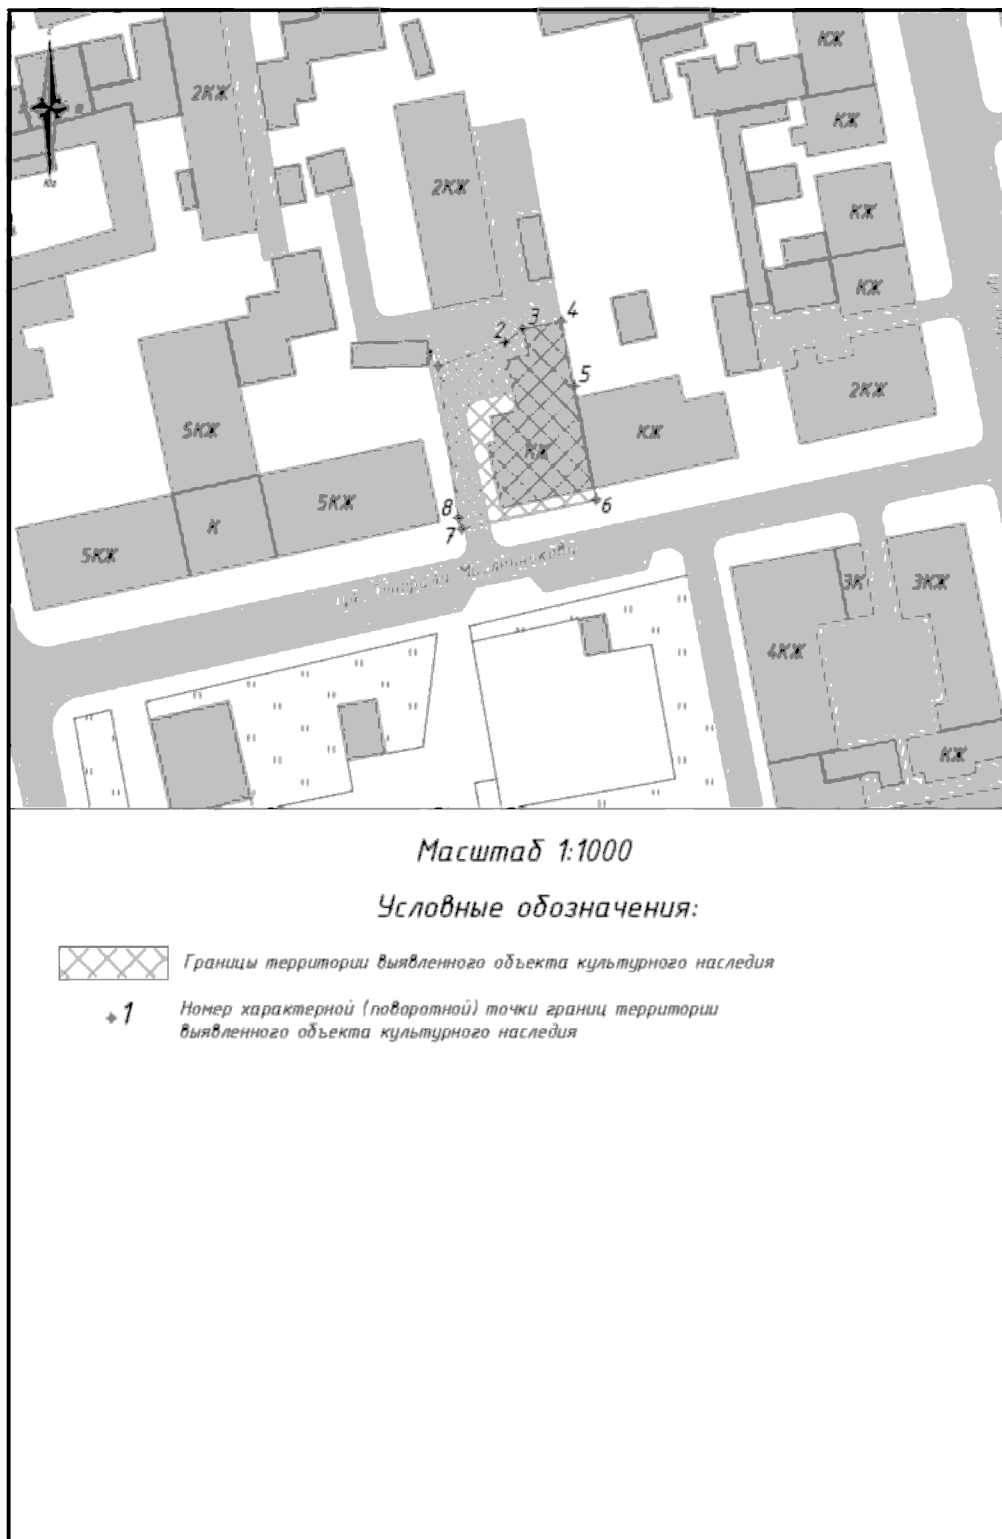 КЖ
2КЖ
КЖ
2КЖ
КЖ
КЖ
4
3
2
1
5
2КЖ
5КЖ
КЖ
КЖ
5КЖ
6
8
К
7
5КЖ
ул.
3К
3КЖ
4КЖ
КЖ
Масштаб 1:1000
Условные обозначения:
Границы территории выявленного объекта культурного наследия
1 Номер характерной (поворотной) точки границ территории
выявленного объекта культурного наследия